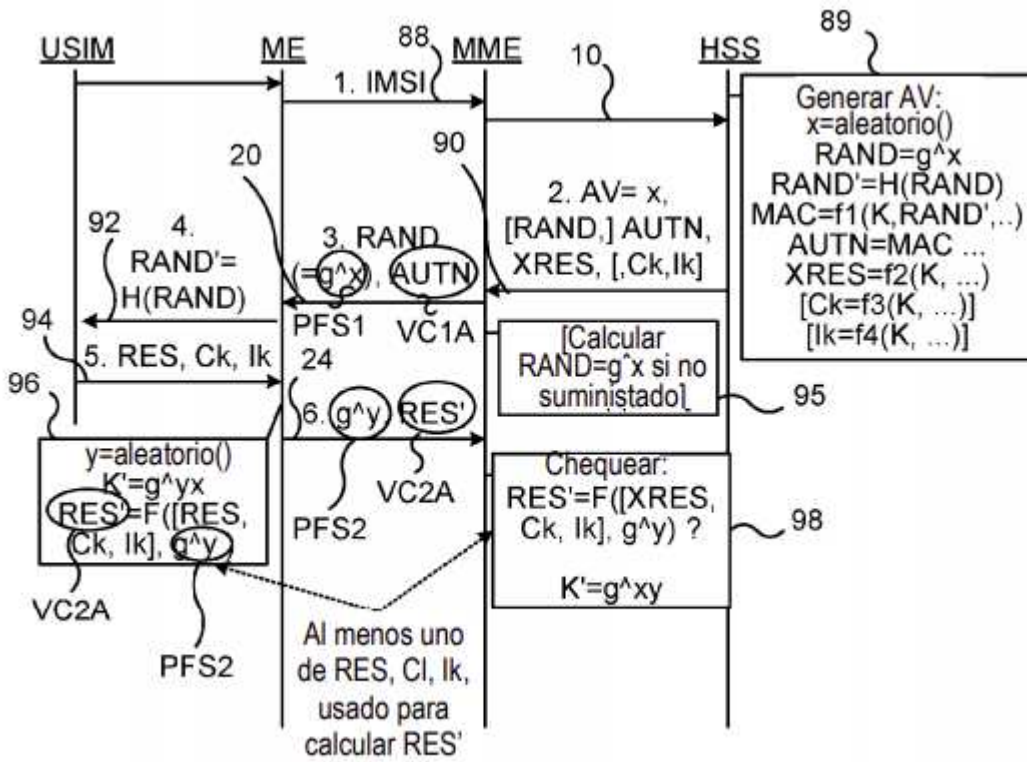 USIM
ME
MME
HSS
88
89
1. IMSI
10
Generar AV:
x=aleatorio()
RAND=g^x
RAND'=H(RAND)
MAC=f1(K,RAND',..)
AUTN=MAC ...
XRES=f2(K, ...)
[Ck=f3(K, ...)]
[Ik=f4(K, ...)]
90
2. AV= x,
[RAND,] AUTN,
XRES, [,Ck,Ik]
20
3. RAND
(=g^x), AUTN
PFS1
VC1A
92
4.
RAND'=
H(RAND)
[Calcular
RAND=g^x si no
suministado]
95
94
5. RES, Ck, Ik
24
6. g^y RES'
PFS2
VC2A
96
y=aleatorio()
K'=g^yx
RES'=F([RES,
Ck, Ik], g^y)
VC2A
PFS2
Chequear:
RES'=F([XRES,
Ck, Ik], g^y) ?
K'=g^xy
98
Al menos uno
de RES, Cl, Ik,
usado para
calcular RES'